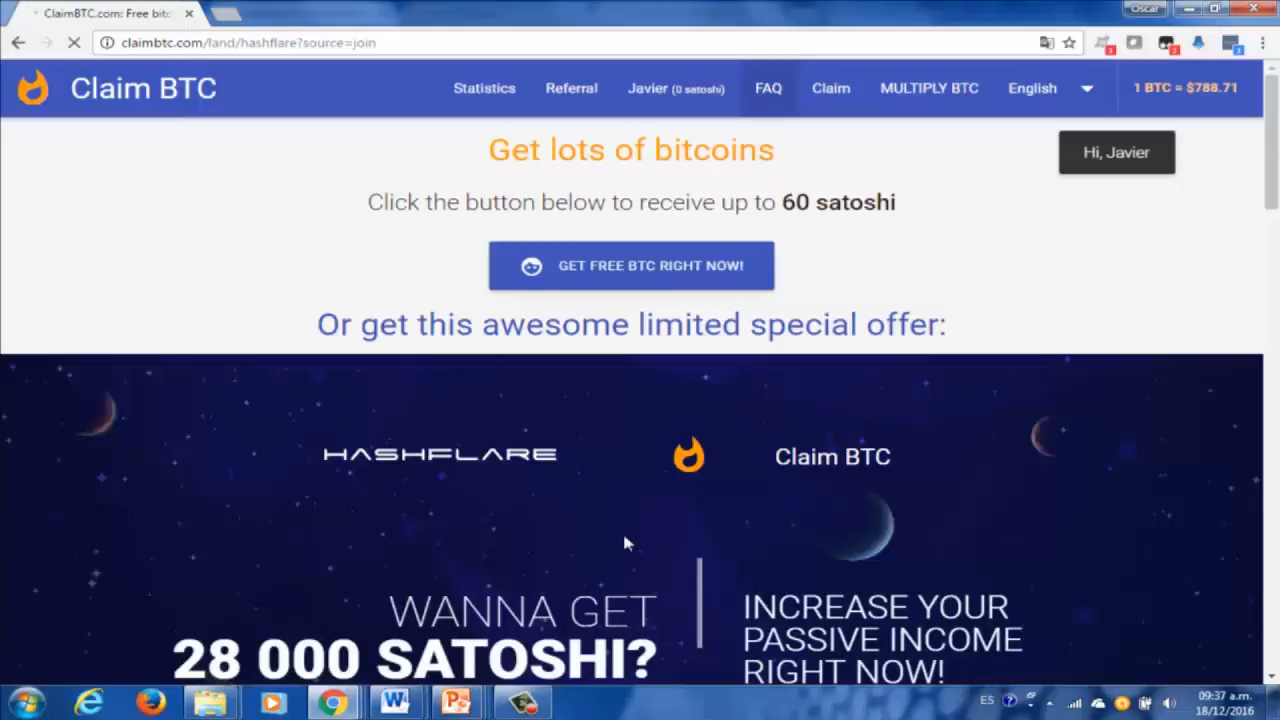 ClaimBTC.com: Free bitc
Oscar
claimbtc.com/land/hashflare?source=join
Claim BTC
Statistics
Referral
Javier (0 satoshi)
FAQ
Claim
MULTIPLY BTC
English
1 BTC = $788.71
Get lots of bitcoins
Hi, Javier
Click the button below to receive up to 60 satoshi
GET FREE BTC RIGHT NOW!
Or get this awesome limited special offer:
HASHFLARE
Claim BTC
WANNA GET
28 000 SATOSHI?
INCREASE YOUR
PASSIVE INCOME
RIGHT NOW!
ES
09:37 a.m.
18/12/2016